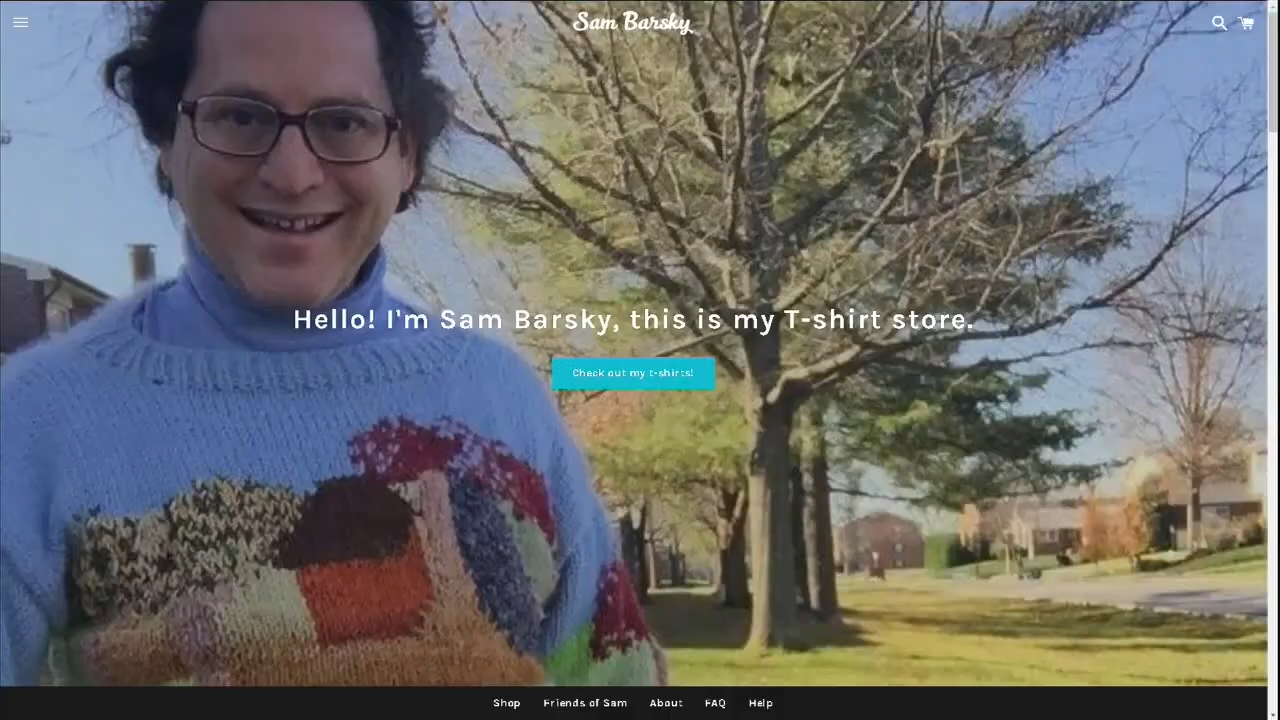 Sam Barsky
Hello! I'm Sam Barsky, this is my T-shirt store.
Check out my t-shirts!
Shop Friends of Sam About FAQ Help